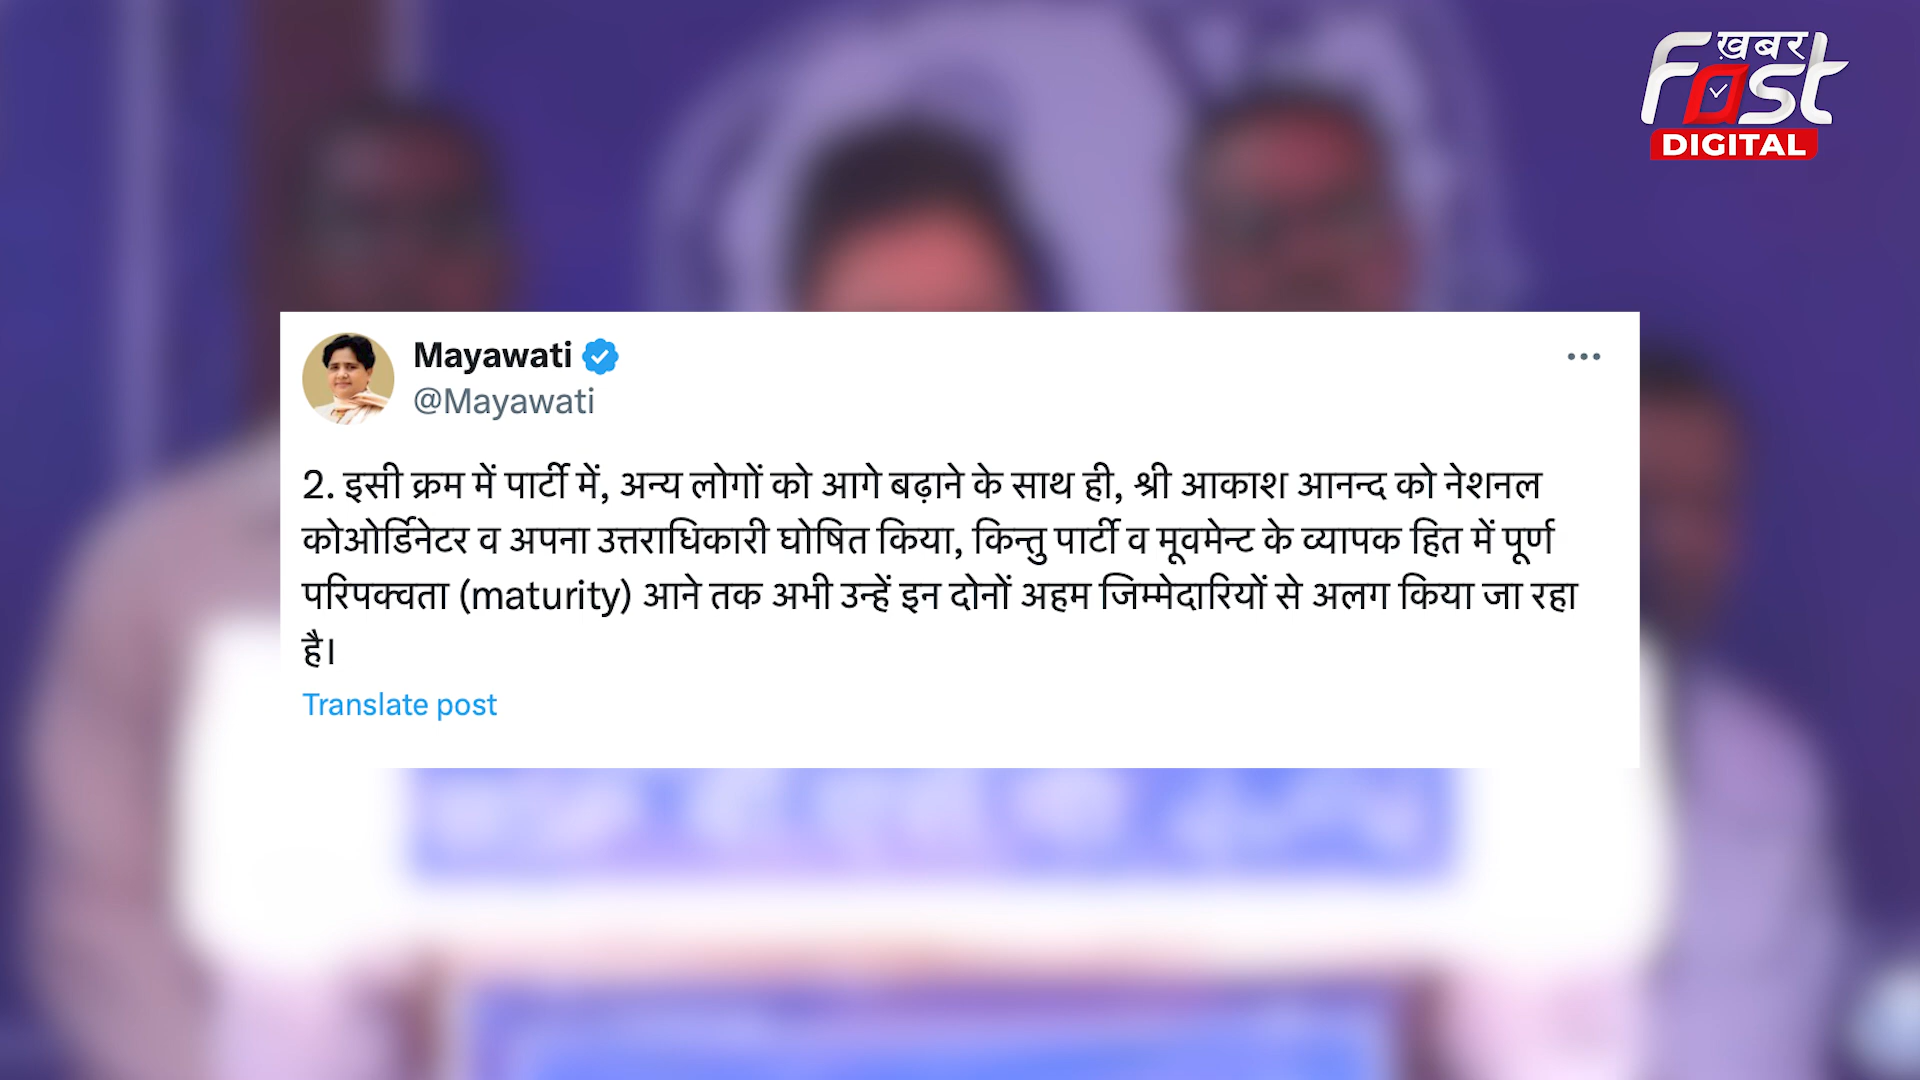 ख़बर
Fast
DIGITAL
Mayawati
@Mayawati
2. इसी क्रम में पार्टी में, अन्य लोगों को आगे बढ़ाने के साथ ही, श्री आकाश आनन्द को नेशनल
कोओर्डिनेटर व अपना उत्तराधिकारी घोषित किया, किन्तु पार्टी व मूवमेन्ट के व्यापक हित में पूर्ण
परिपक्वता (maturity) आने तक अभी उन्हें इन दोनों अहम जिम्मेदारियों से अलग किया जा रहा
है।
Translate post